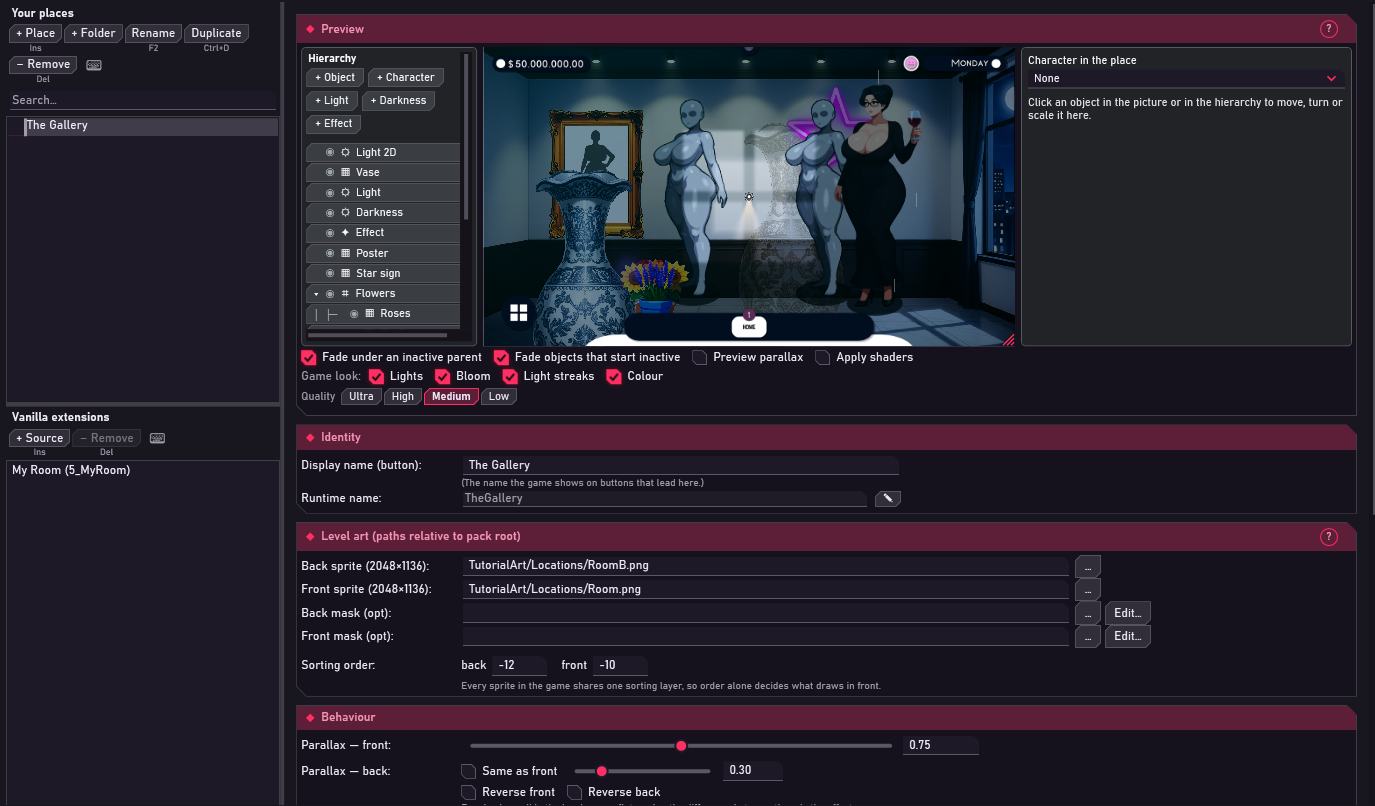 Your places
+ Place
+ Folder
Rename
Duplicate
Ins
F2
Ctrl+D
− Remove
Del
Search...
The Gallery
Vanilla extensions
+ Source
− Remove
Ins
Del
My Room (5_MyRoom)
Preview
?
Hierarchy
+ Object
+ Character
+ Light
+ Darkness
+ Effect
Light 2D
Vase
Light
Darkness
Effect
Poster
Star sign
Flowers
Roses
$50.000.000,00
Monday
1
HOME
Character in the place
None
Click an object in the picture or in the hierarchy to move, turn or
scale it here.
Fade under an inactive parent
Fade objects that start inactive
Preview parallax
Apply shaders
Game look:
Lights
Bloom
Light streaks
Colour
Quality
Ultra
High
Medium
Low
Identity
Display name (button):
The Gallery
(The name the game shows on buttons that lead here.)
Runtime name:
TheGallery
Level art (paths relative to pack root)
?
Back sprite (2048×1136):
TutorialArt/Locations/RoomB.png
...
Front sprite (2048×1136):
TutorialArt/Locations/Room.png
...
Back mask (opt):
...
Edit...
Front mask (opt):
...
Edit...
Sorting order:
back
-12
front
-10
Every sprite in the game shares one sorting layer, so order alone decides what draws in front.
Behaviour
Parallax — front:
0.75
Parallax — back:
Same as front
0.30
Reverse front
Reverse back